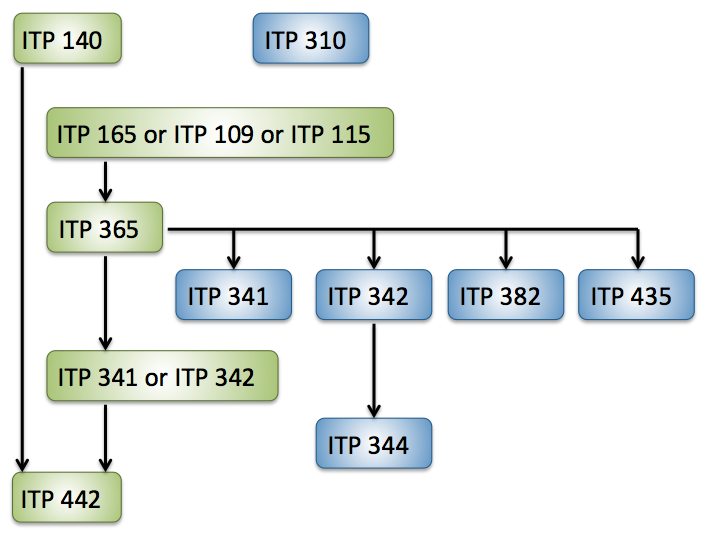 ITP 140
ITP 310
ITP 165 or ITP 109 or ITP 115
ITP 365
ITP 341
ITP 342
ITP 382
ITP 435
ITP 341 or ITP 342
ITP 344
ITP 442